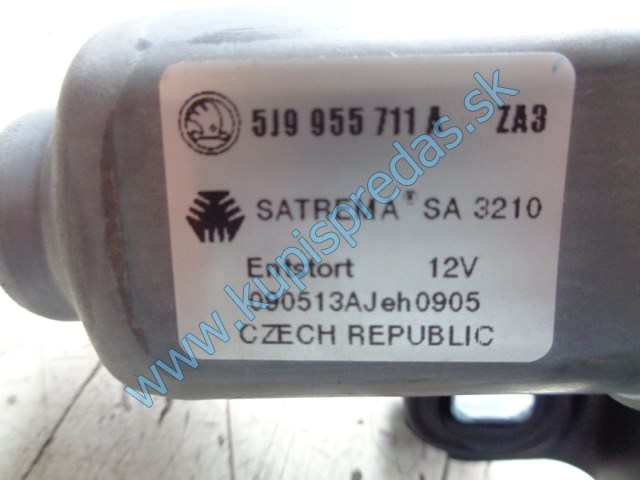 5J9 955 711 A ZA3
SATREMA® SA 3210
Entstort 12V
090513AJeh0905
CZECH REPUBLIC
www.kupispredas.sk